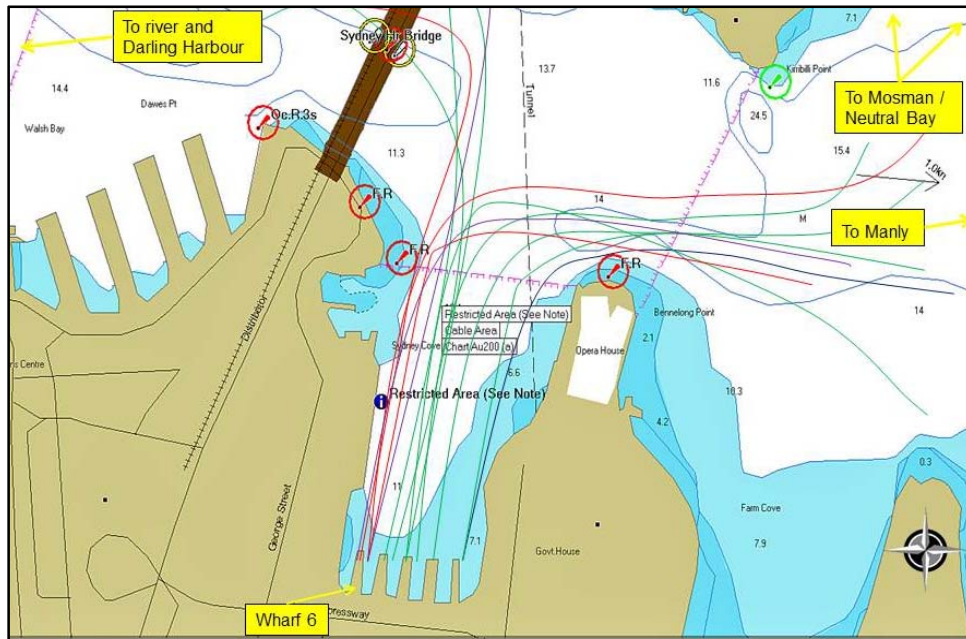 To river and
Darling Harbour
Sydney Hr Bridge
7.1
To Mosman /
Neutral Bay
Kirribilli Point
13.7
11.6
24.5
14.4
Dawes Pt
Walsh Bay
Oc.R.3s
Tunnel
11.3
15.4
1.0kn
F.R
14
M
To Manly
F.R
F.R
Distributor
14
Restricted Area (See Note)
Cable Area
Chart Au200 (a)
Bennelong Point
Sydney Cove
Opera House
2.1
6.6
Restricted Area (See Note)
10.3
4.2
0.3
11
George Street
7.1
Govt.House
Farm Cove
7.9
Wharf 6
pressway